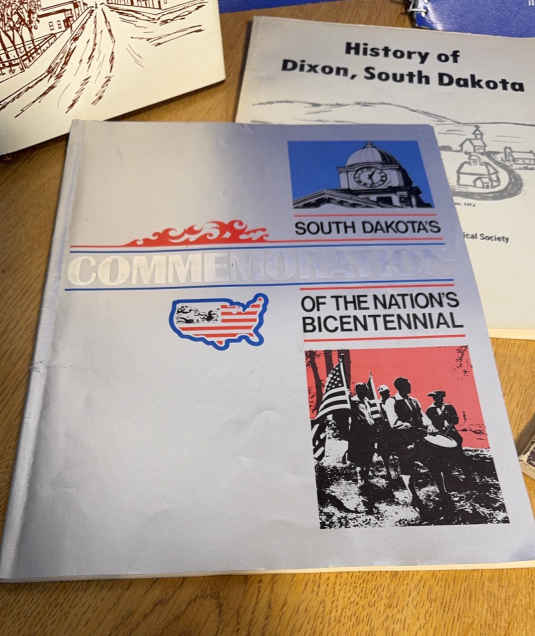 History of
Dixon, South Dakota
ical Society
SOUTH DAKOTA'S
COMMEMORATION
OF THE NATION'S
BICENTENNIAL